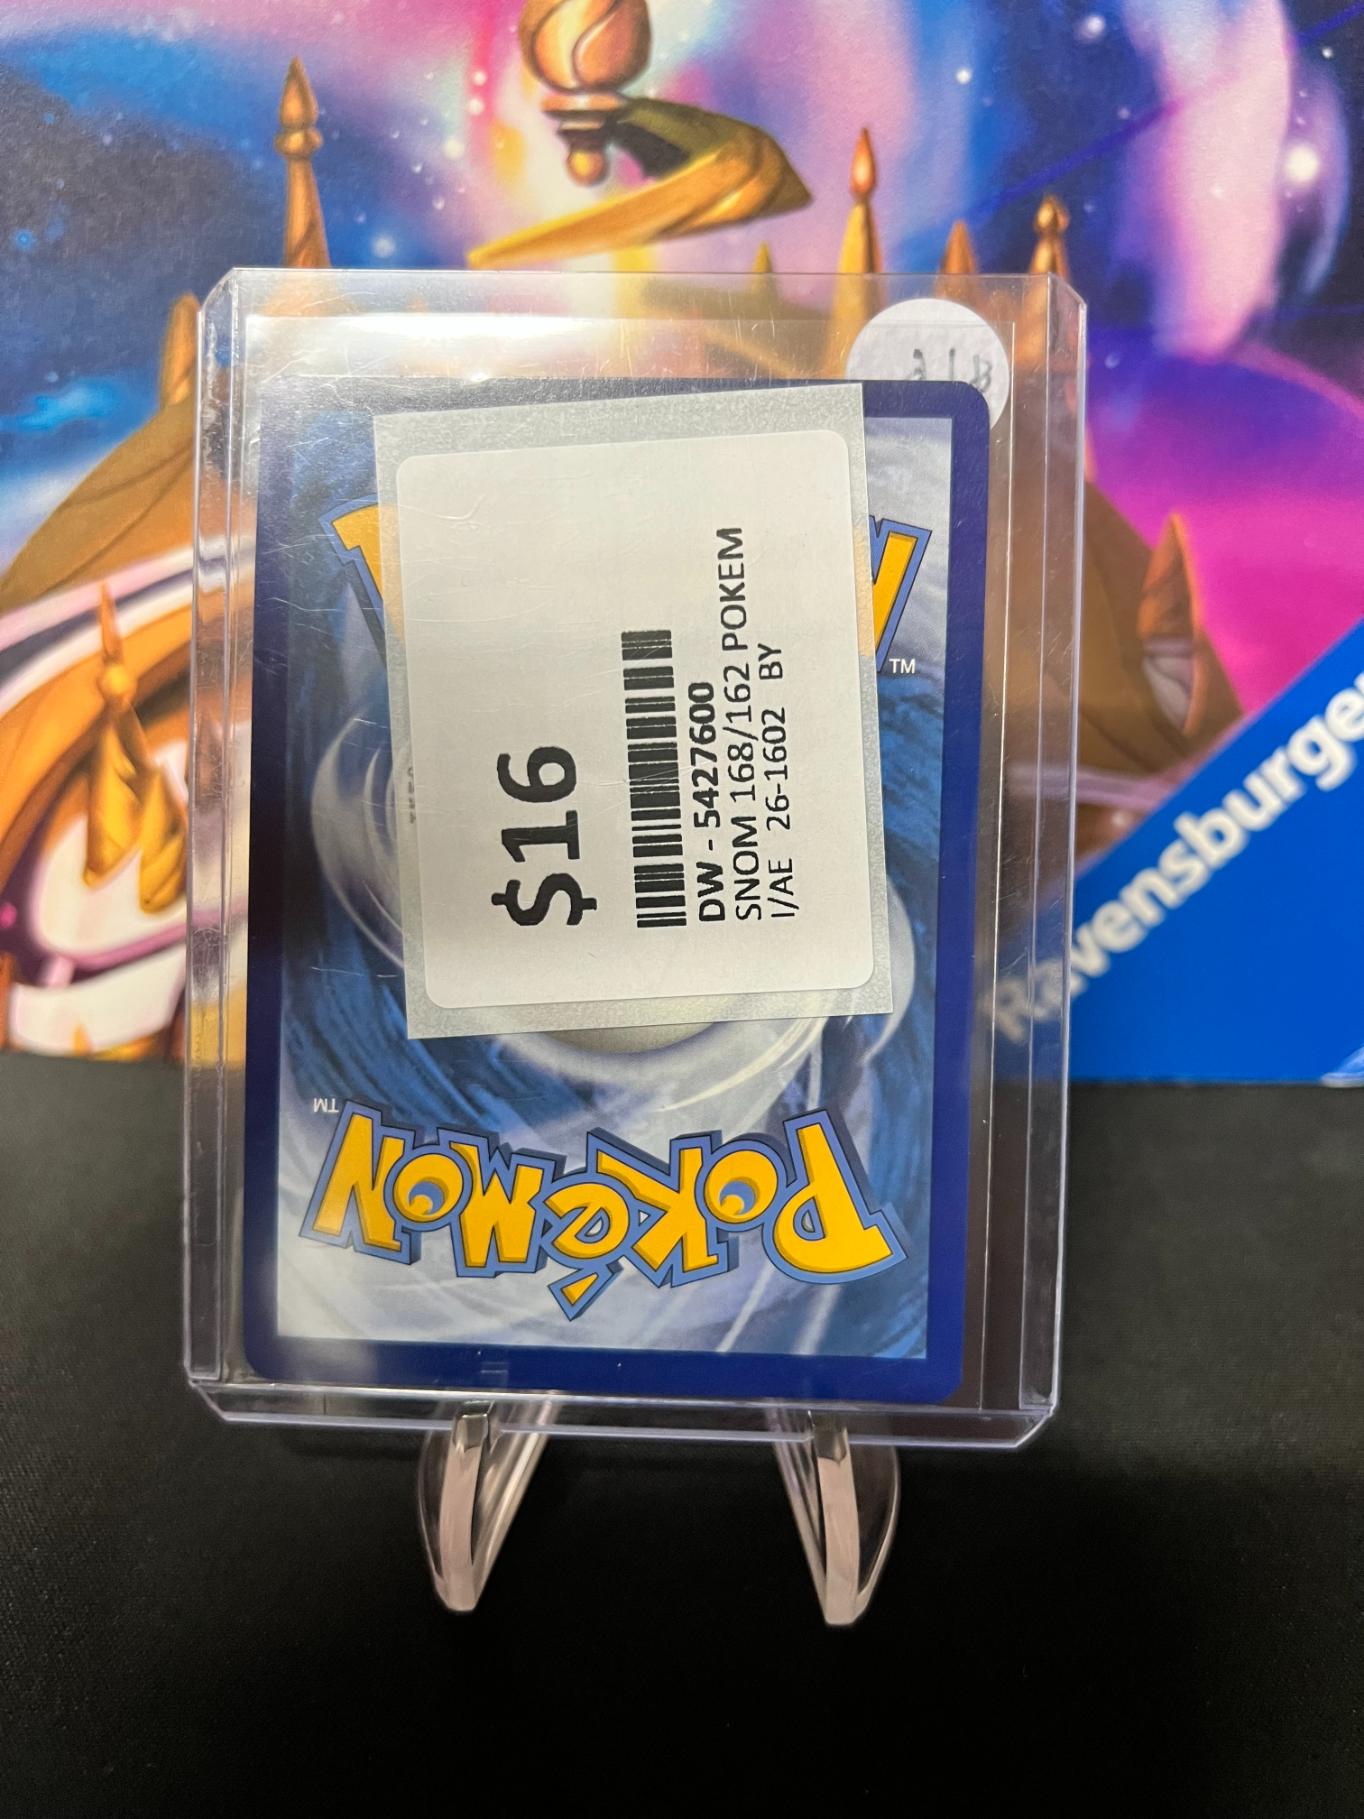 $16
DW - 5427600
SNOM 168/162 POKEM
I/AE 26-1602 BY
TM
TM
POKéMON
Ravensburger